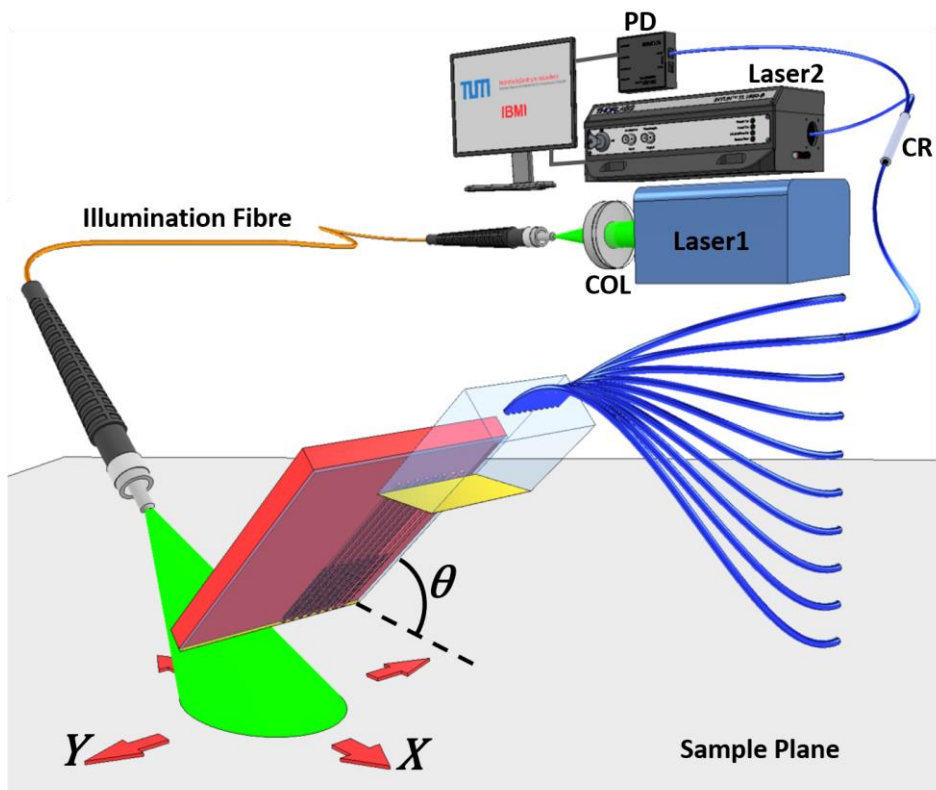 PD
Laser2
TUM
IBMI
CR
Illumination Fibre
Laser1
COL
θ
Y
X
Sample Plane